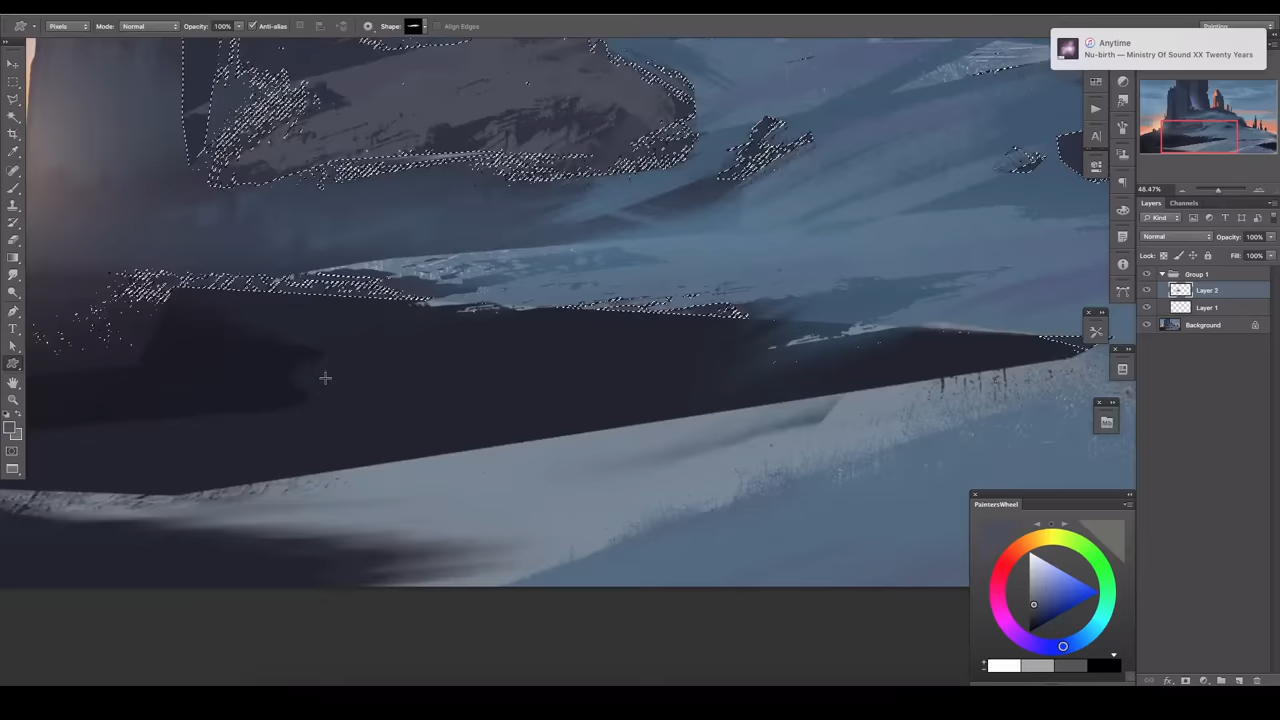 Pixels
Mode: Normal
Opacity: 100%
Anti-alias
Shape:
Align Edges
Painting
Anytime
Nu-birth — Ministry Of Sound XX Twenty Years
48.47%
Layers Channels
Kind
Normal
Opacity: 100%
Lock:
Fill: 100%
Group 1
Layer 2
Layer 1
Background
PaintersWheel